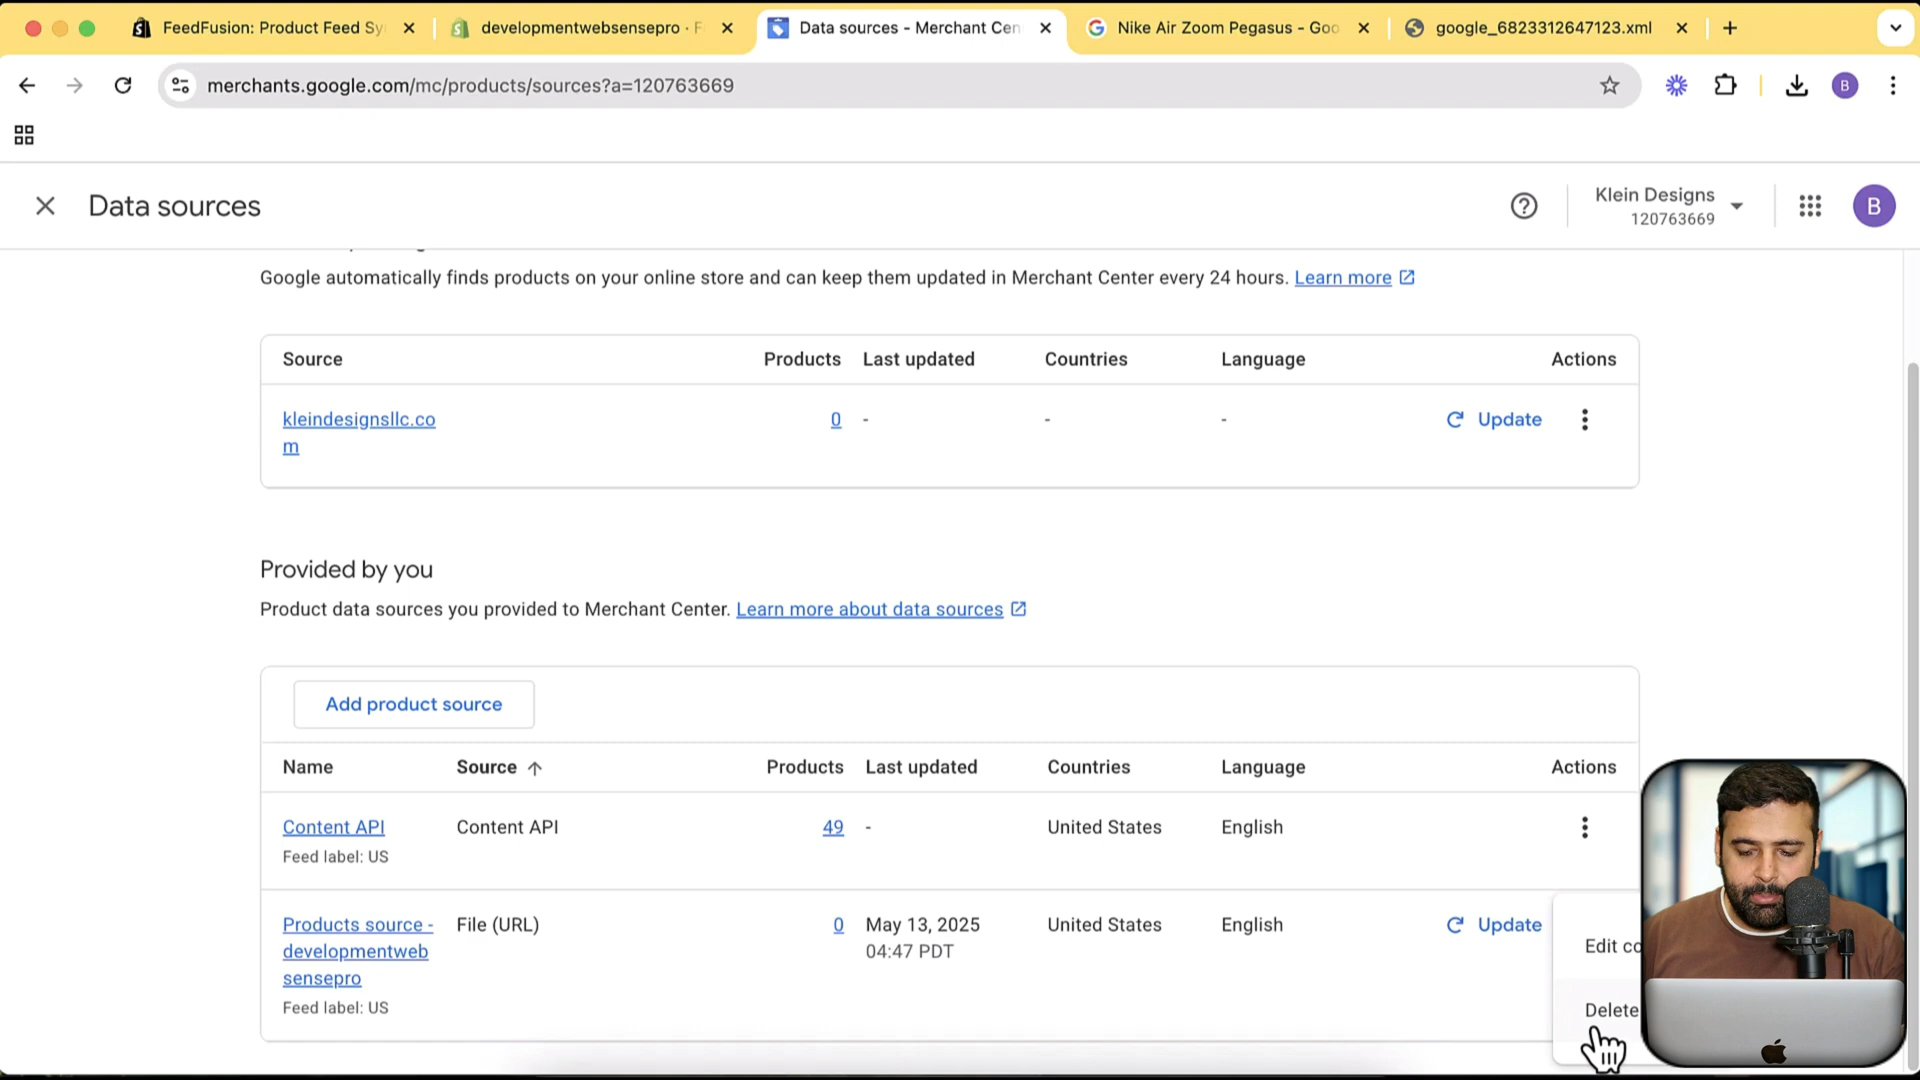 FeedFusion: Product Feed Sy
developmentwebsensepro · F
Data sources - Merchant Cen
Nike Air Zoom Pegasus - Goo
google_6823312647123.xml
merchants.google.com/mc/products/sources?a=120763669
B
Data sources
Klein Designs
120763669
B
Google automatically finds products on your online store and can keep them updated in Merchant Center every 24 hours. Learn more
Source Products Last updated Countries Language Actions
kleindesignsllc.co
m
0 - - - Update
Provided by you
Product data sources you provided to Merchant Center. Learn more about data sources
Add product source
Name Source Products Last updated Countries Language Actions
Content API Content API 49 - United States English
Feed label: US
Products source - File (URL) 0 May 13, 2025 United States English Update
developmentweb 04:47 PDT
sensepro
Feed label: US
Edit co
Delete